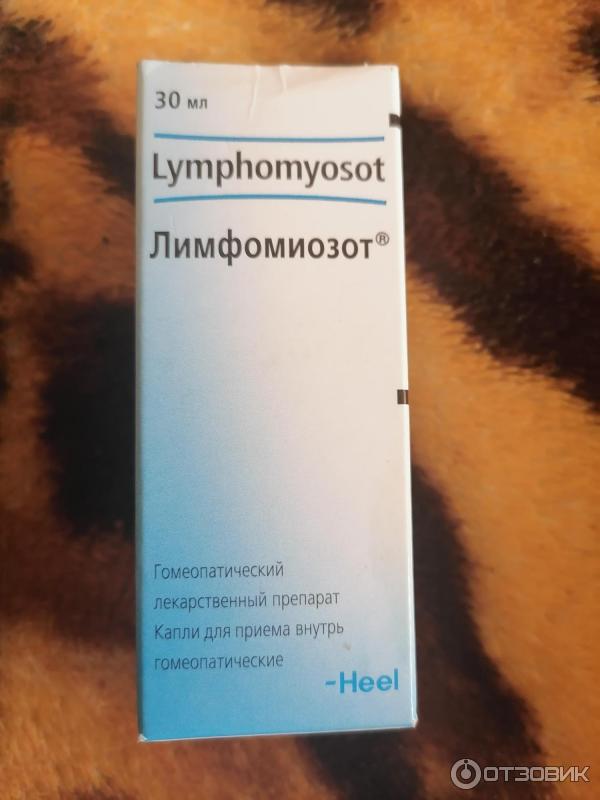 30 мл
Lymphomyosot
Лимфомиозот®
Гомеопатический
лекарственный препарат
Капли для приема внутрь
гомеопатические
-Heel
ОТЗОВИК